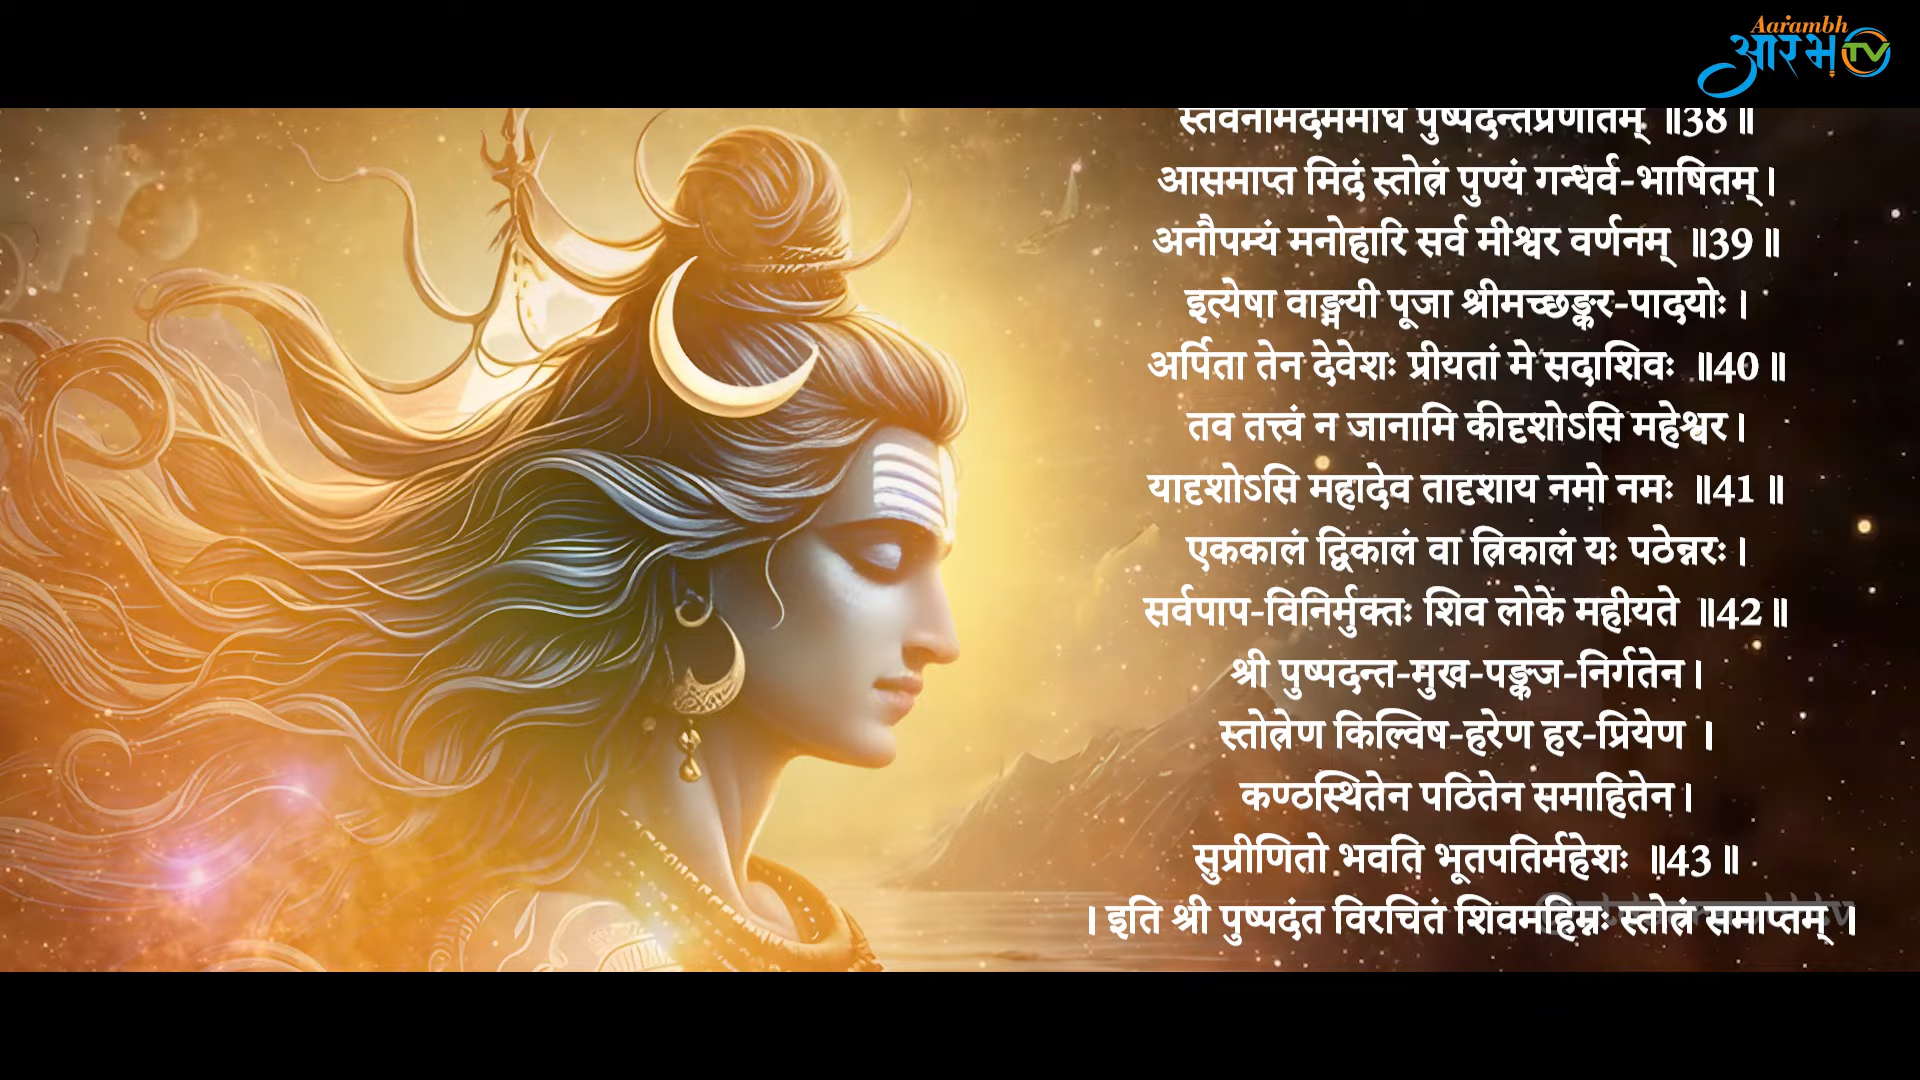 Aarambh
आरंभ TV
स्तवनमिदममोघं पुष्पदन्तप्रणीतम् ॥38॥
आसमाप्त मिदं स्तोत्रं पुण्यं गन्धर्व-भाषितम्।
अनौपम्यं मनोहारि सर्व मीश्वर वर्णनम् ॥39॥
इत्येषा वाङ्मयी पूजा श्रीमच्छङ्कर-पादयोः।
अर्पिता तेन देवेशः प्रीयतां मे सदाशिवः ॥40॥
तव तत्त्वं न जानामि कीदृशोऽसि महेश्वर।
यादृशोऽसि महादेव तादृशाय नमो नमः ॥41॥
एककालं द्विकालं वा त्रिकालं यः पठेन्नरः।
सर्वपाप-विनिर्मुक्तः शिव लोके महीयते ॥42॥
श्री पुष्पदन्त-मुख-पङ्कज-निर्गतेन।
स्तोत्रेण किल्विष-हरेण हर-प्रियेण ।
कण्ठस्थितेन पठितेन समाहितेन।
सुप्रीणितो भवति भूतपतिर्महेशः ॥43॥
। इति श्री पुष्पदंत विरचितं शिवमहिम्नः स्तोत्रं समाप्तम् ।